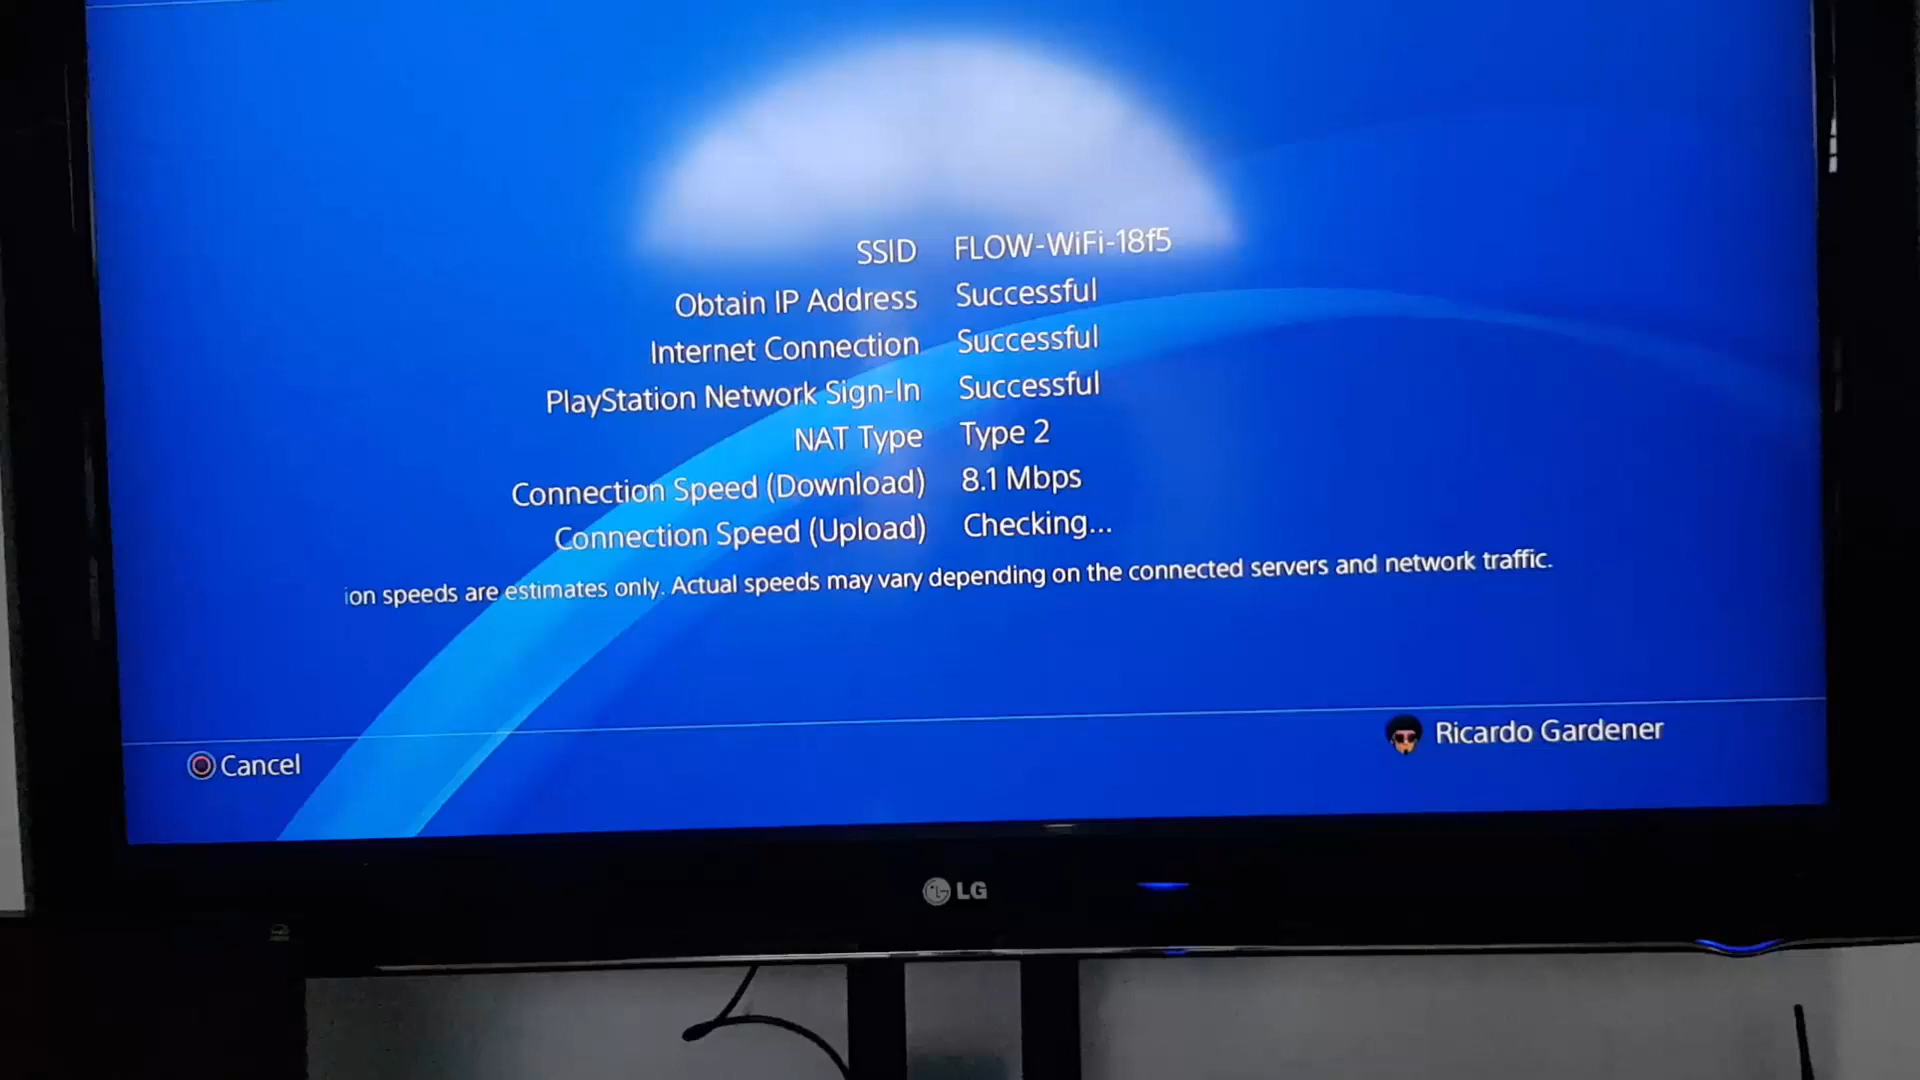 SSID FLOW-WiFi-18f5
Obtain IP Address Successful
Internet Connection Successful
PlayStation Network Sign-In Successful
NAT Type Type 2
Connection Speed (Download) 8.1 Mbps
Connection Speed (Upload) Checking...
ion speeds are estimates only. Actual speeds may vary depending on the connected servers and network traffic.
Ricardo Gardener
Cancel
LG